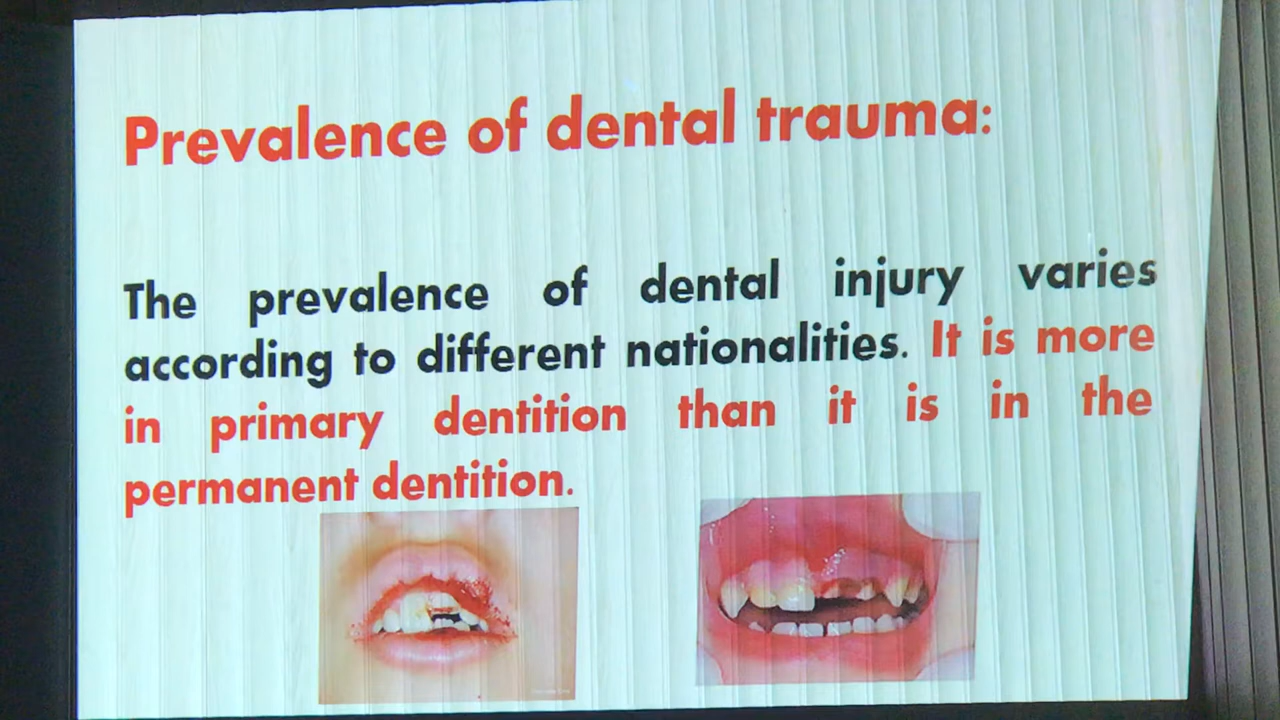 Prevalence of dental trauma:
The prevalence of dental injury varies
according to different nationalities. It is more
in primary dentition than it is in the
permanent dentition.